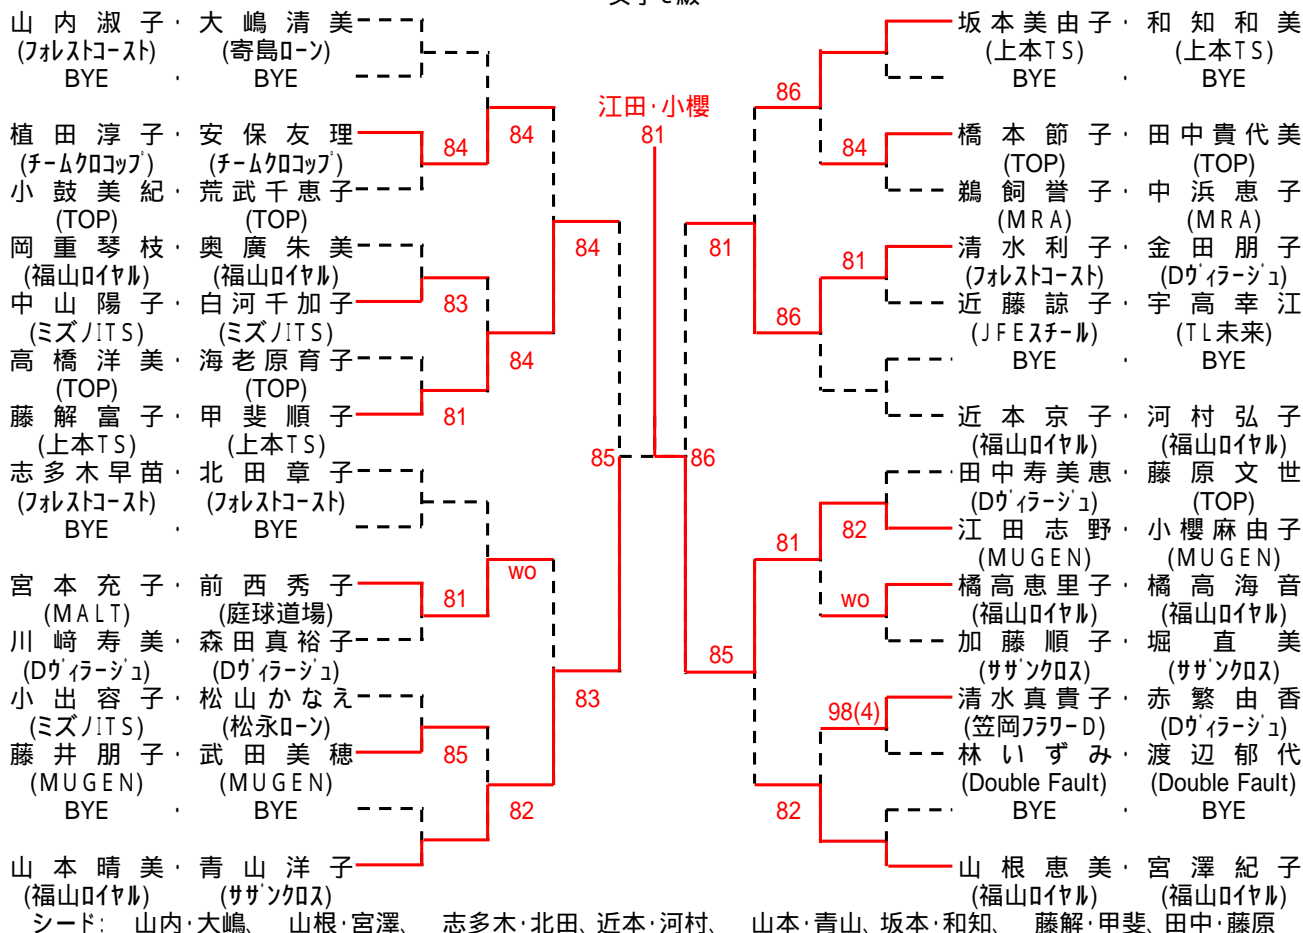 山内淑子・大嶋清美
(フォレストコースト) (寄島ローン)
BYE ・ BYE
植田淳子・安保友理
(チームクロコップ) (チームクロコップ)
84
84
小鼓美紀・荒武千恵子
(TOP) (TOP)
岡重琴枝・奥廣朱美
(福山ロイヤル) (福山ロイヤル)
84
中山陽子・白河千加子
(ミズノITS) (ミズノITS)
83
高橋洋美・海老原育子
(TOP) (TOP)
84
藤解富子・甲斐順子
(上本TS) (上本TS)
81
志多木早苗・北田章子
(フォレストコースト) (フォレストコースト)
BYE ・ BYE
85
宮本充子・前西秀子
(MALT) (庭球道場)
81
wo
川﨑寿美・森田真裕子
(Dヴィラージュ) (Dヴィラージュ)
小出容子・松山かなえ
(ミズノITS) (松永ローン)
83
藤井朋子・武田美穂
(MUGEN) (MUGEN)
85
BYE ・ BYE
82
山本晴美・青山洋子
(福山ロイヤル) (サザンクロス)
江田・小櫻
81
坂本美由子・和知和美
(上本TS) (上本TS)
BYE ・ BYE
86
橋本節子・田中貴代美
(TOP) (TOP)
84
鵜飼誉子・中浜恵子
(MRA) (MRA)
81
清水利子・金田朋子
(フォレストコースト) (Dヴィラージュ)
81
近藤諒子・宇高幸江
(JFEスチール) (TL未来)
86
BYE ・ BYE
近本京子・河村弘子
(福山ロイヤル) (福山ロイヤル)
86
田中寿美恵・藤原文世
(Dヴィラージュ) (TOP)
江田志野・小櫻麻由子
(MUGEN) (MUGEN)
82
81
橘高恵里子・橘高海音
(福山ロイヤル) (福山ロイヤル)
wo
加藤順子・堀直美
(サザンクロス) (サザンクロス)
85
清水真貴子・赤繁由香
(笠岡フラワーD) (Dヴィラージュ)
98(4)
林いずみ・渡辺郁代
(Double Fault) (Double Fault)
BYE ・ BYE
82
山根恵美・宮澤紀子
(福山ロイヤル) (福山ロイヤル)
シード: 山内・大嶋、 山根・宮澤、 志多木・北田、近本・河村、 山本・青山、坂本・和知、 藤解・甲斐、田中・藤原